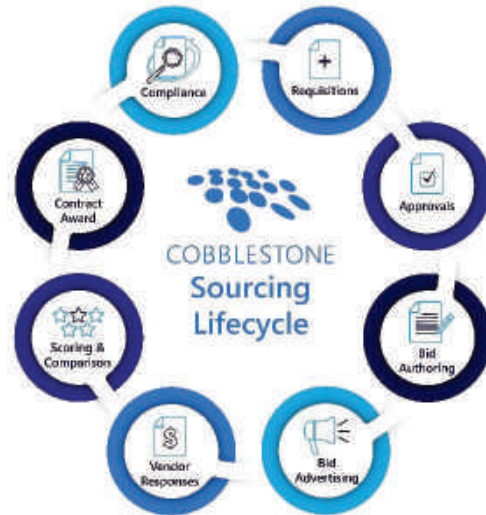 Compliance
Requisitions
Approvals
Bid
Authoring
Bid
Advertising
Vendor
Responses
Scoring &
Comparison
Contract
Award
COBBLESTONE
Sourcing
Lifecycle